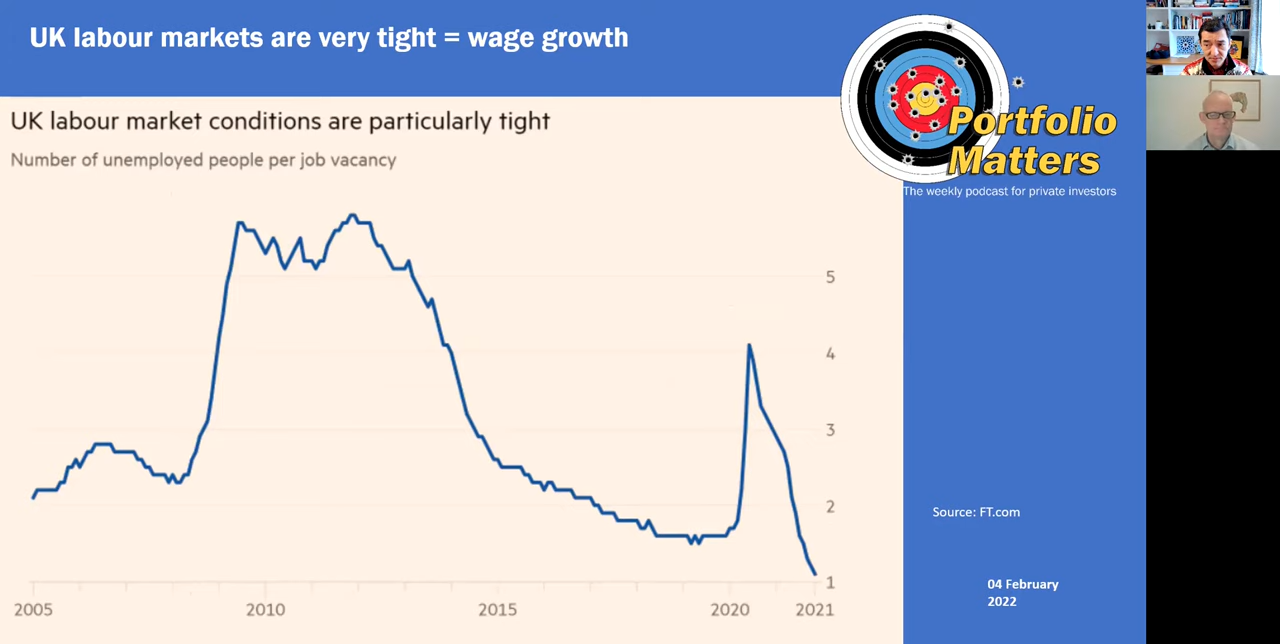 UK labour markets are very tight = wage growth
UK labour market conditions are particularly tight
Number of unemployed people per job vacancy
Portfolio
Matters
The weekly podcast for private investors
5
4
3
2
1
2005
2010
2015
2020
2021
Source: FT.com
04 February
2022